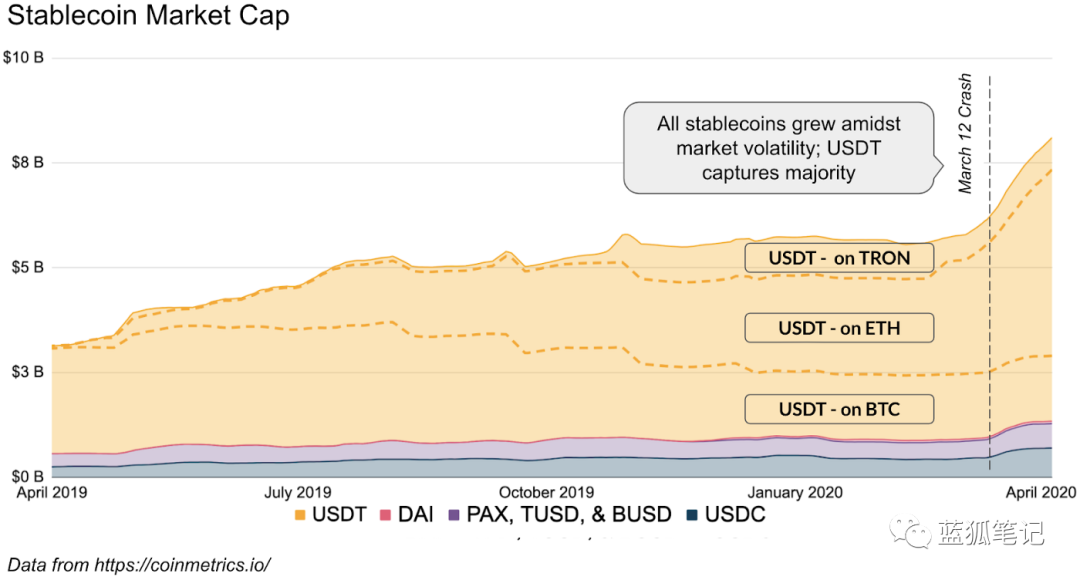 Stablecoin Market Cap
$10 B
$8 B
$5 B
$3 B
$0 B
All stablecoins grew amidst
market volatility; USDT
captures majority
March 12 Crash
USDT - on TRON
USDT - on ETH
USDT - on BTC
April 2019
July 2019
October 2019
January 2020
April 2020
USDT
DAI
PAX, TUSD, & BUSD
USDC
蓝狐笔记
Data from https://coinmetrics.io/